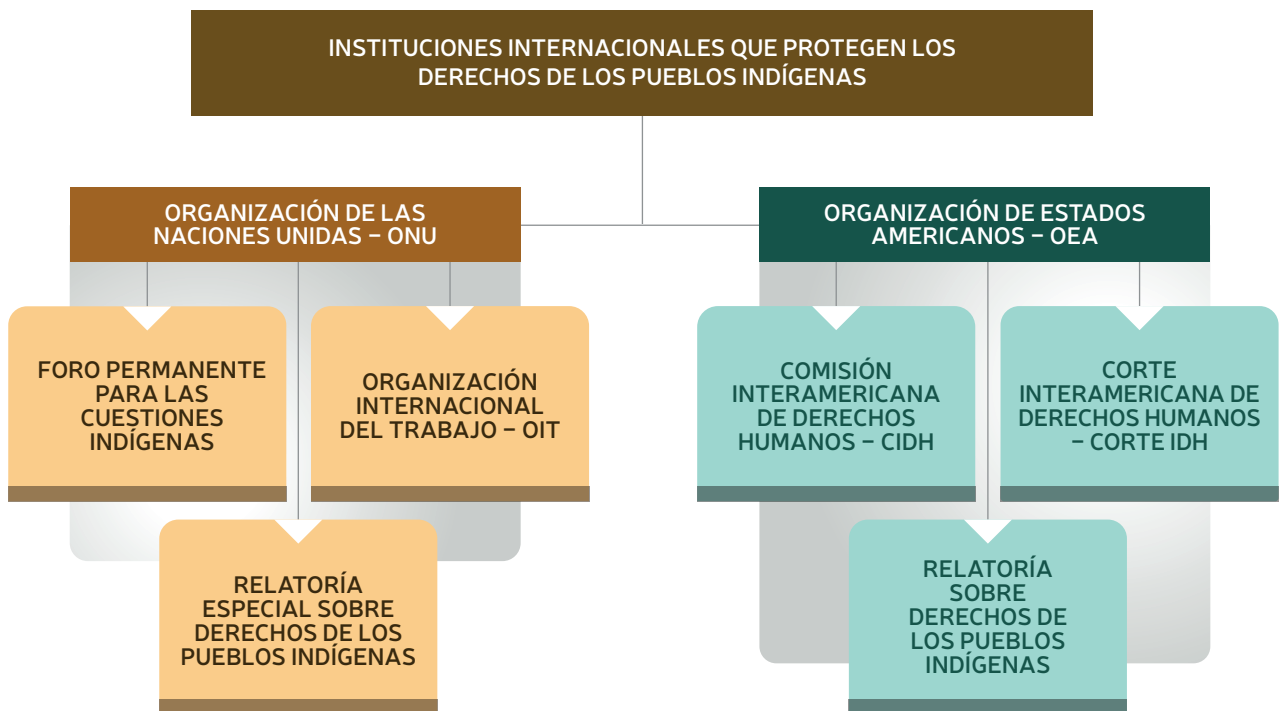 INSTITUCIONES INTERNACIONALES QUE PROTEGEN LOS
DERECHOS DE LOS PUEBLOS INDÍGENAS
ORGANIZACIÓN DE LAS
NACIONES UNIDAS – ONU
FORO PERMANENTE
PARA LAS
CUESTIONES
INDÍGENAS
ORGANIZACIÓN
INTERNACIONAL
DEL TRABAJO – OIT
RELATORÍA
ESPECIAL SOBRE
DERECHOS DE LOS
PUEBLOS INDÍGENAS
ORGANIZACIÓN DE ESTADOS
AMERICANOS – OEA
COMISIÓN
INTERAMERICANA
DE DERECHOS
HUMANOS – CIDH
CORTE
INTERAMERICANA DE
DERECHOS HUMANOS
– CORTE IDH
RELATORÍA
SOBRE
DERECHOS DE
LOS PUEBLOS
INDÍGENAS